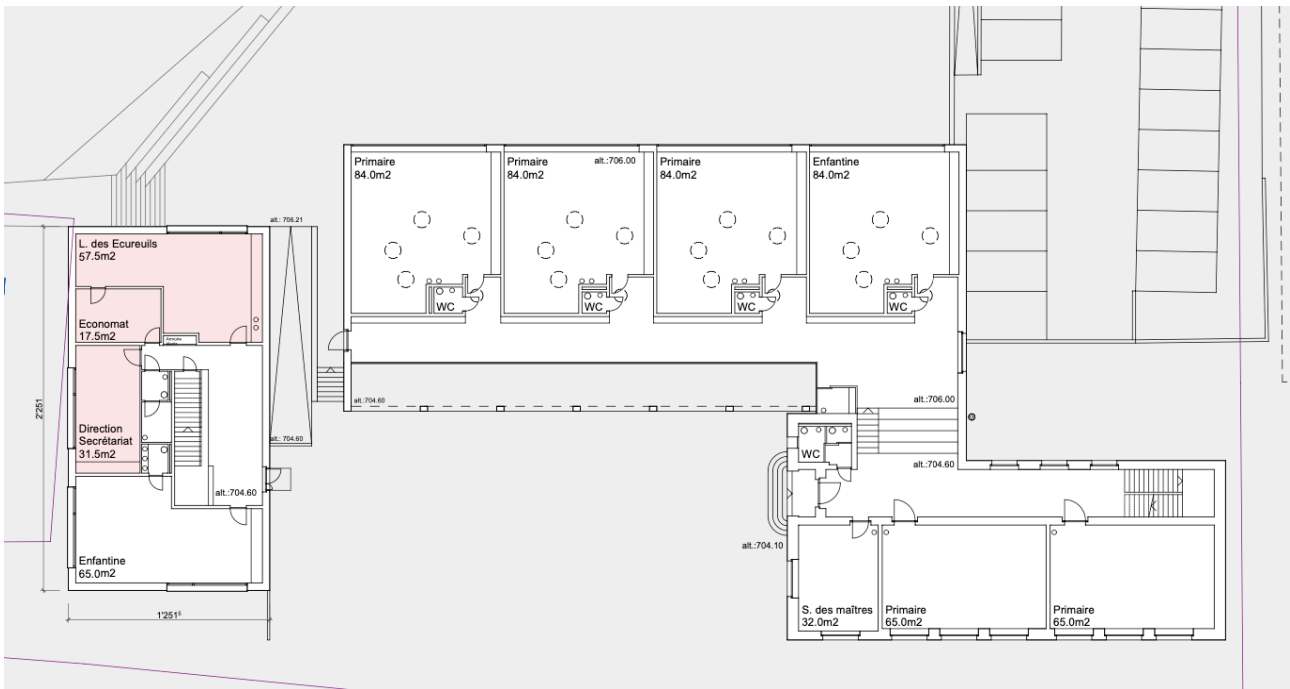 Primaire
84.0m2
Primaire
84.0m2
alt.:706.00
Primaire
84.0m2
Enfantine
84.0m2
WC
WC
WC
WC
alt.: 706.21
L. des Ecureuils
57.5m2
Economat
17.5m2
Direction
Secrétariat
31.5m2
alt.: 704.60
alt.:704.60
alt.:704.60
Enfantine
65.0m2
2'251
1'251⁵
alt.:706.00
WC
alt.:704.60
alt.:704.10
S. des maîtres
32.0m2
Primaire
65.0m2
Primaire
65.0m2